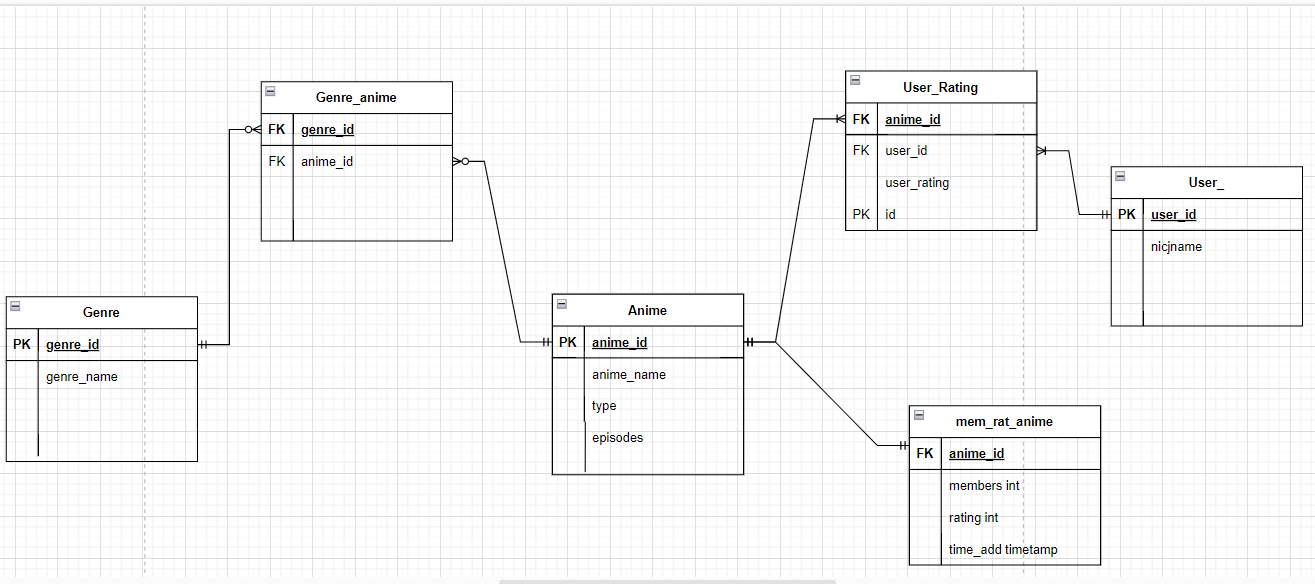 Genre_anime
FK genre_id
FK anime_id
User_Rating
FK anime_id
FK user_id
user_rating
PK id
User_
PK user_id
nicjname
Genre
PK genre_id
genre_name
Anime
PK anime_id
anime_name
type
episodes
mem_rat_anime
FK anime_id
members int
rating int
time_add timetamp